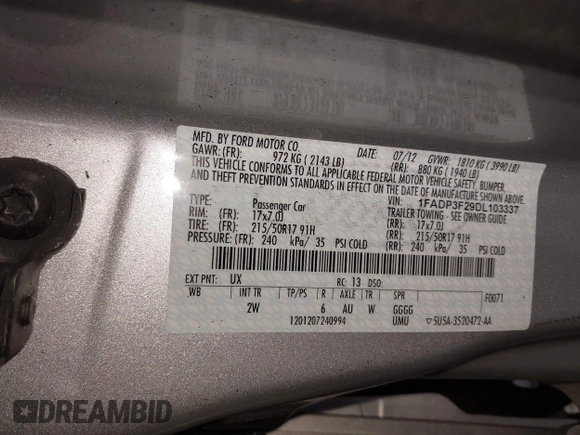 MFD. BY FORD MOTOR CO.
DATE: 07/12 GVWR: 1810 KG ( 3990 LB)
GAWR: (FR): 972 KG ( 2143 LB) (RR): 880 KG ( 1940 LB)
THIS VEHICLE CONFORMS TO ALL APPLICABLE FEDERAL MOTOR VEHICLE SAFETY, BUMPER,
AND THEFT PREVENTION STANDARDS IN EFFECT ON THE DATE OF MANUFACTURE SHOWN ABOVE.
VIN: 1FADP3F29DL103337
TYPE: Passenger Car TRAILER TOWING - SEE OWNER GUIDE
RIM: (FR): 17x7.0J (RR): 17x7.0J
TIRE: (FR): 215/50R17 91H (RR): 215/50R17 91H
PRESSURE: (FR): 240 kPa/ 35 PSI COLD (RR): 240 kPa/ 35 PSI COLD
EXT PNT: UX RC: 13 DSO: F0071
WB INT TR TP/PS R AXLE TR SPR
2W 6 AU W GGGG
1201207240994 UMU ▽5U5A-3520472-AA
DREAMBID